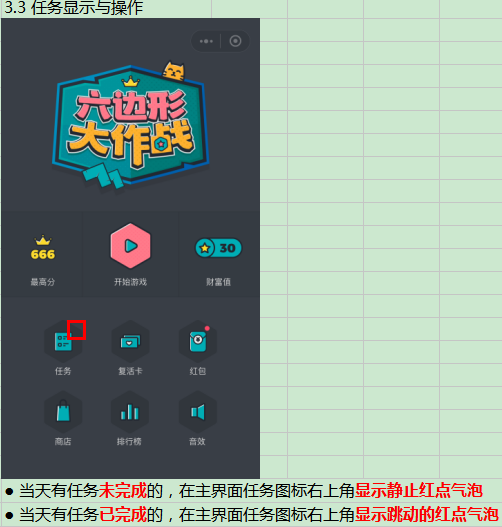 3.3 任务显示与操作
六边形
大作战
666
30
最高分
开始游戏
财富值
任务
复活卡
红包
商店
排行榜
音效
● 当天有任务未完成的，在主界面任务图标右上角显示静止红点气泡
● 当天有任务已完成的，在主界面任务图标右上角显示跳动的红点气泡